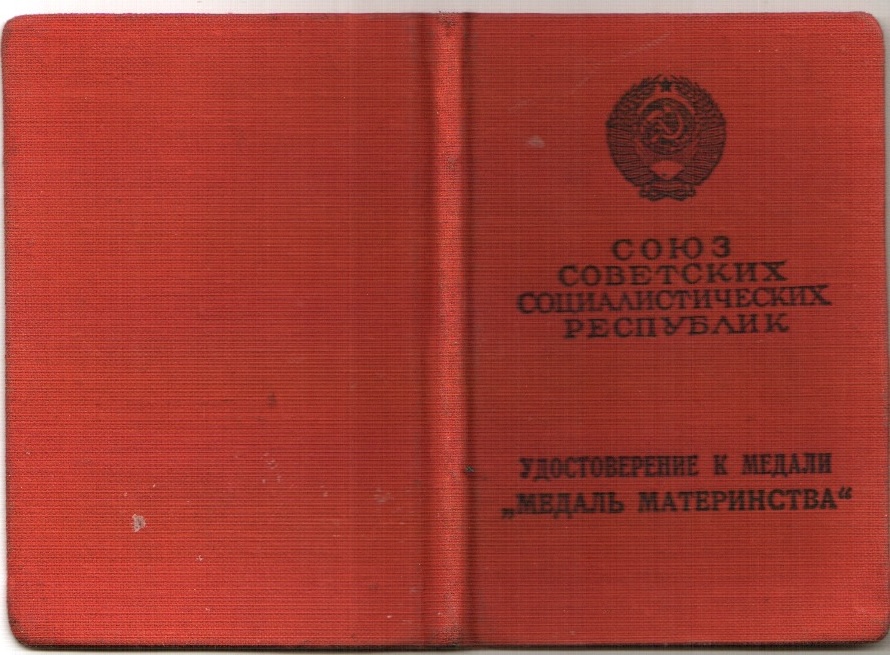 СОЮЗ
СОВЕТСКИХ
СОЦИАЛИСТИЧЕСКИХ
РЕСПУБЛИК
УДОСТОВЕРЕНИЕ К МЕДАЛИ
„МЕДАЛЬ МАТЕРИНСТВА“